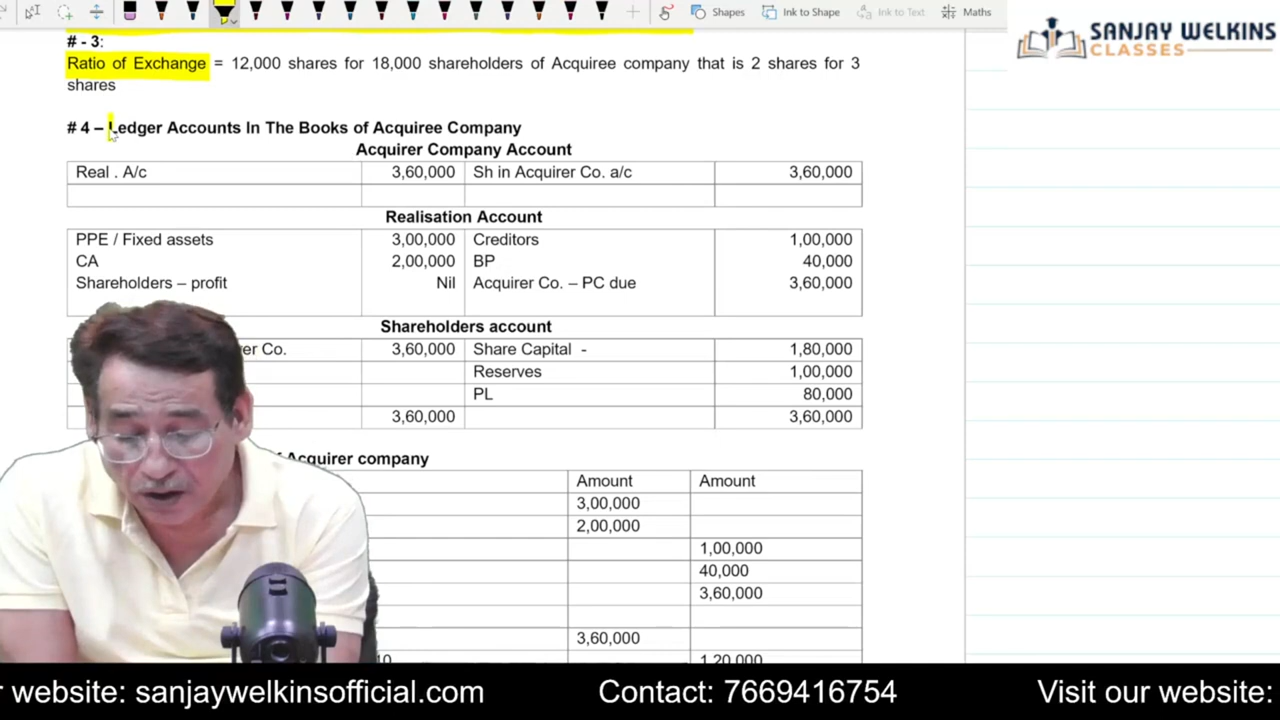 Shapes Ink to Shape Ink to Text Maths
SANJAY WELKINS
CLASSES
# - 3:
Ratio of Exchange = 12,000 shares for 18,000 shareholders of Acquiree company that is 2 shares for 3
shares
# 4 – Ledger Accounts In The Books of Acquiree Company
Acquirer Company Account
Real . A/c 3,60,000 Sh in Acquirer Co. a/c 3,60,000
Realisation Account
PPE / Fixed assets 3,00,000 Creditors 1,00,000
CA 2,00,000 BP 40,000
Shareholders – profit Nil Acquirer Co. – PC due 3,60,000
Shareholders account
Co. 3,60,000 Share Capital - 1,80,000
Reserves 1,00,000
PL 80,000
3,60,000 3,60,000
Acquirer company
Amount Amount
3,00,000
2,00,000
1,00,000
40,000
3,60,000
3,60,000
10 1,20,000
website: sanjaywelkinsofficial.com Contact: 7669416754 Visit our website: